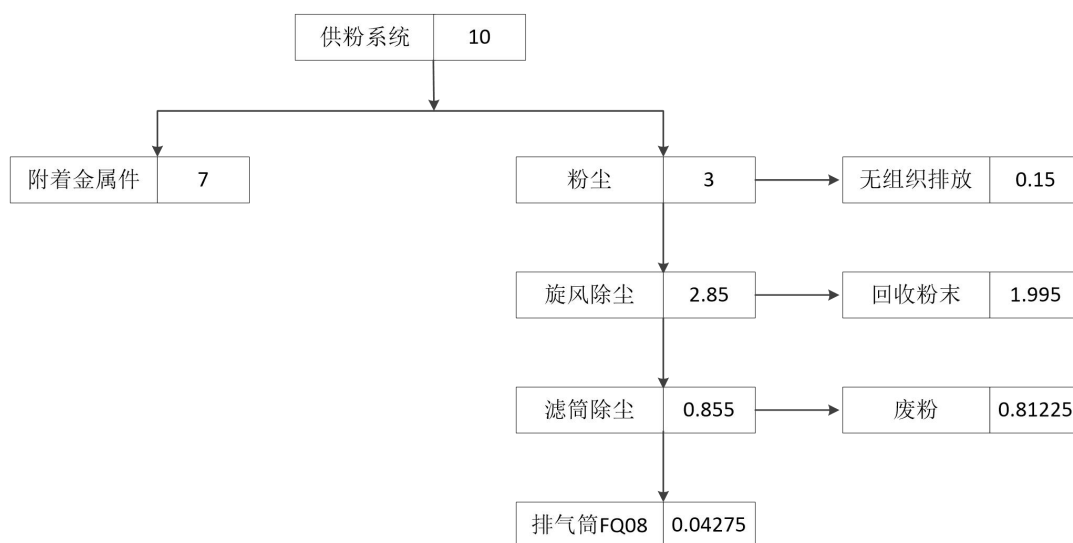 供粉系统 10
附着金属件 7
粉尘 3
无组织排放 0.15
旋风除尘 2.85
回收粉末 1.995
滤筒除尘 0.855
废粉 0.81225
排气筒FQ08 0.04275